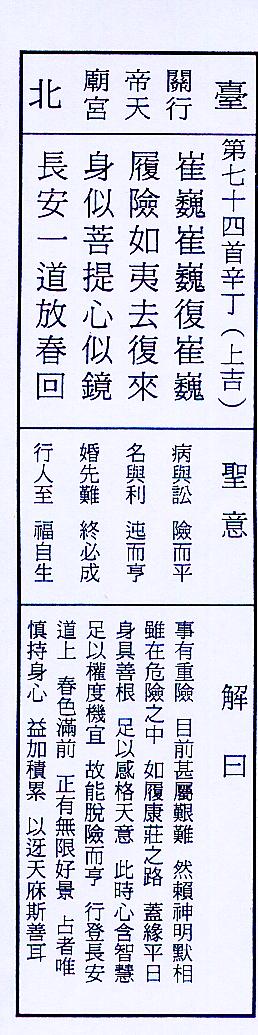 臺
行天宮
關帝廟
北
第七十四首辛丁（上吉）
崔巍崔巍復崔巍
履險如夷去復來
身似菩提心似鏡
長安一道放春回
聖意
病與訟 險而平
名與利 迍而亨
婚先難 終必成
行人至 福自生
解曰
事有重險 目前甚屬艱難 然賴神明默相
雖在危險之中 如履康莊之路 蓋緣平日
身具善根 足以感格天意 此時心含智慧
足以權度機宜 故能脫險而亨 行登長安
道上 春色滿前 正有無限好景 占者唯
慎持身心 益加積累 以迓天庥斯善耳